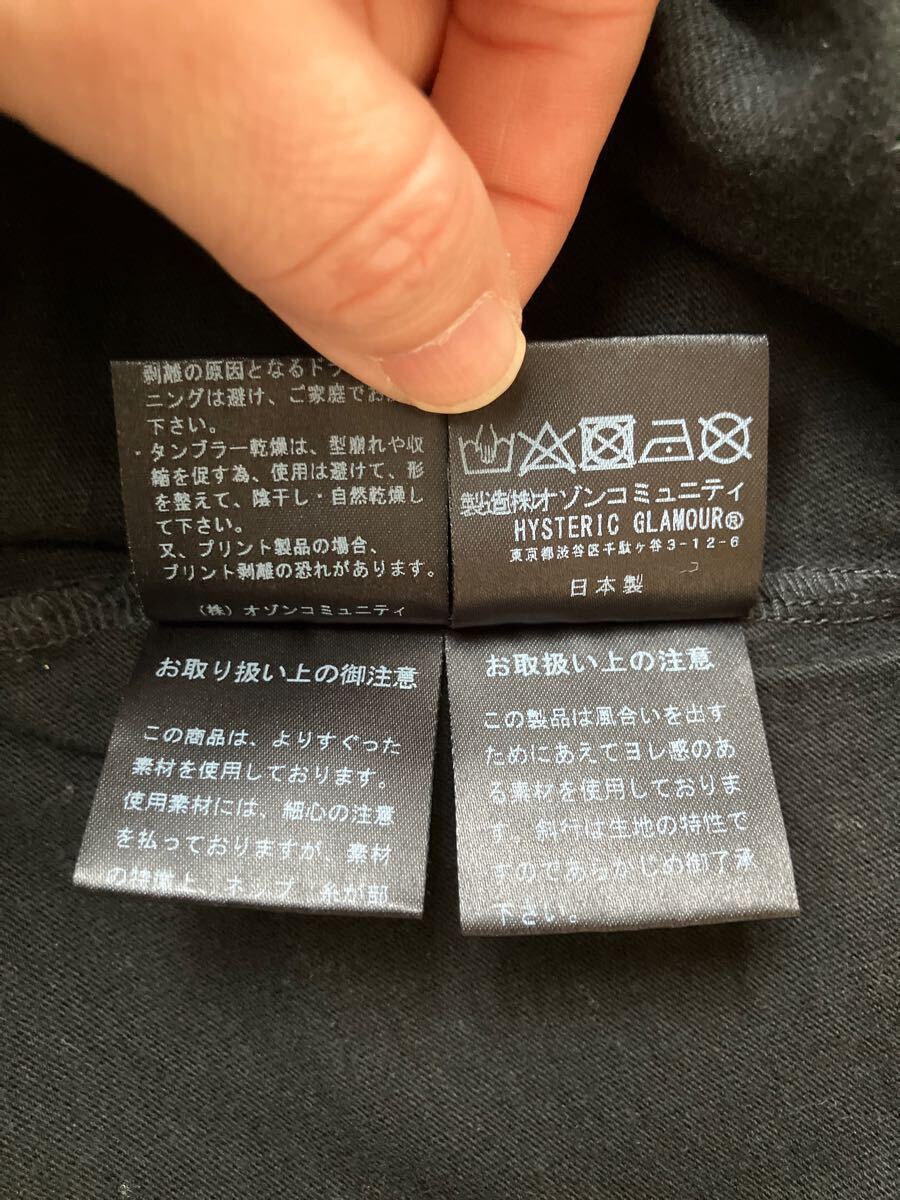 剥離の原因となるド
ニングは避け、ご家庭でお
下さい。
・タンブラー乾燥は、型崩れや収
縮を促す為、使用は避けて、形
を整えて、陰干し・自然乾燥し
て下さい。
又、プリント製品の場合、
プリント剥離の恐れがあります。
（株）オゾンコミュニティ
製造(株)オゾンコミュニティ
HYSTERIC GLAMOUR®
東京都渋谷区千駄ヶ谷3-12-6
日本製
お取り扱い上の御注意
この商品は、よりすぐった
素材を使用しております。
使用素材には、細心の注意
を払っておりますが、素材
の特徴上、ネップ、糸が部
お取扱い上の注意
この製品は風合いを出す
ためにあえてヨレ感のあ
る素材を使用しておりま
す。斜行は生地の特性で
すのであらかじめ御了承
下さい。